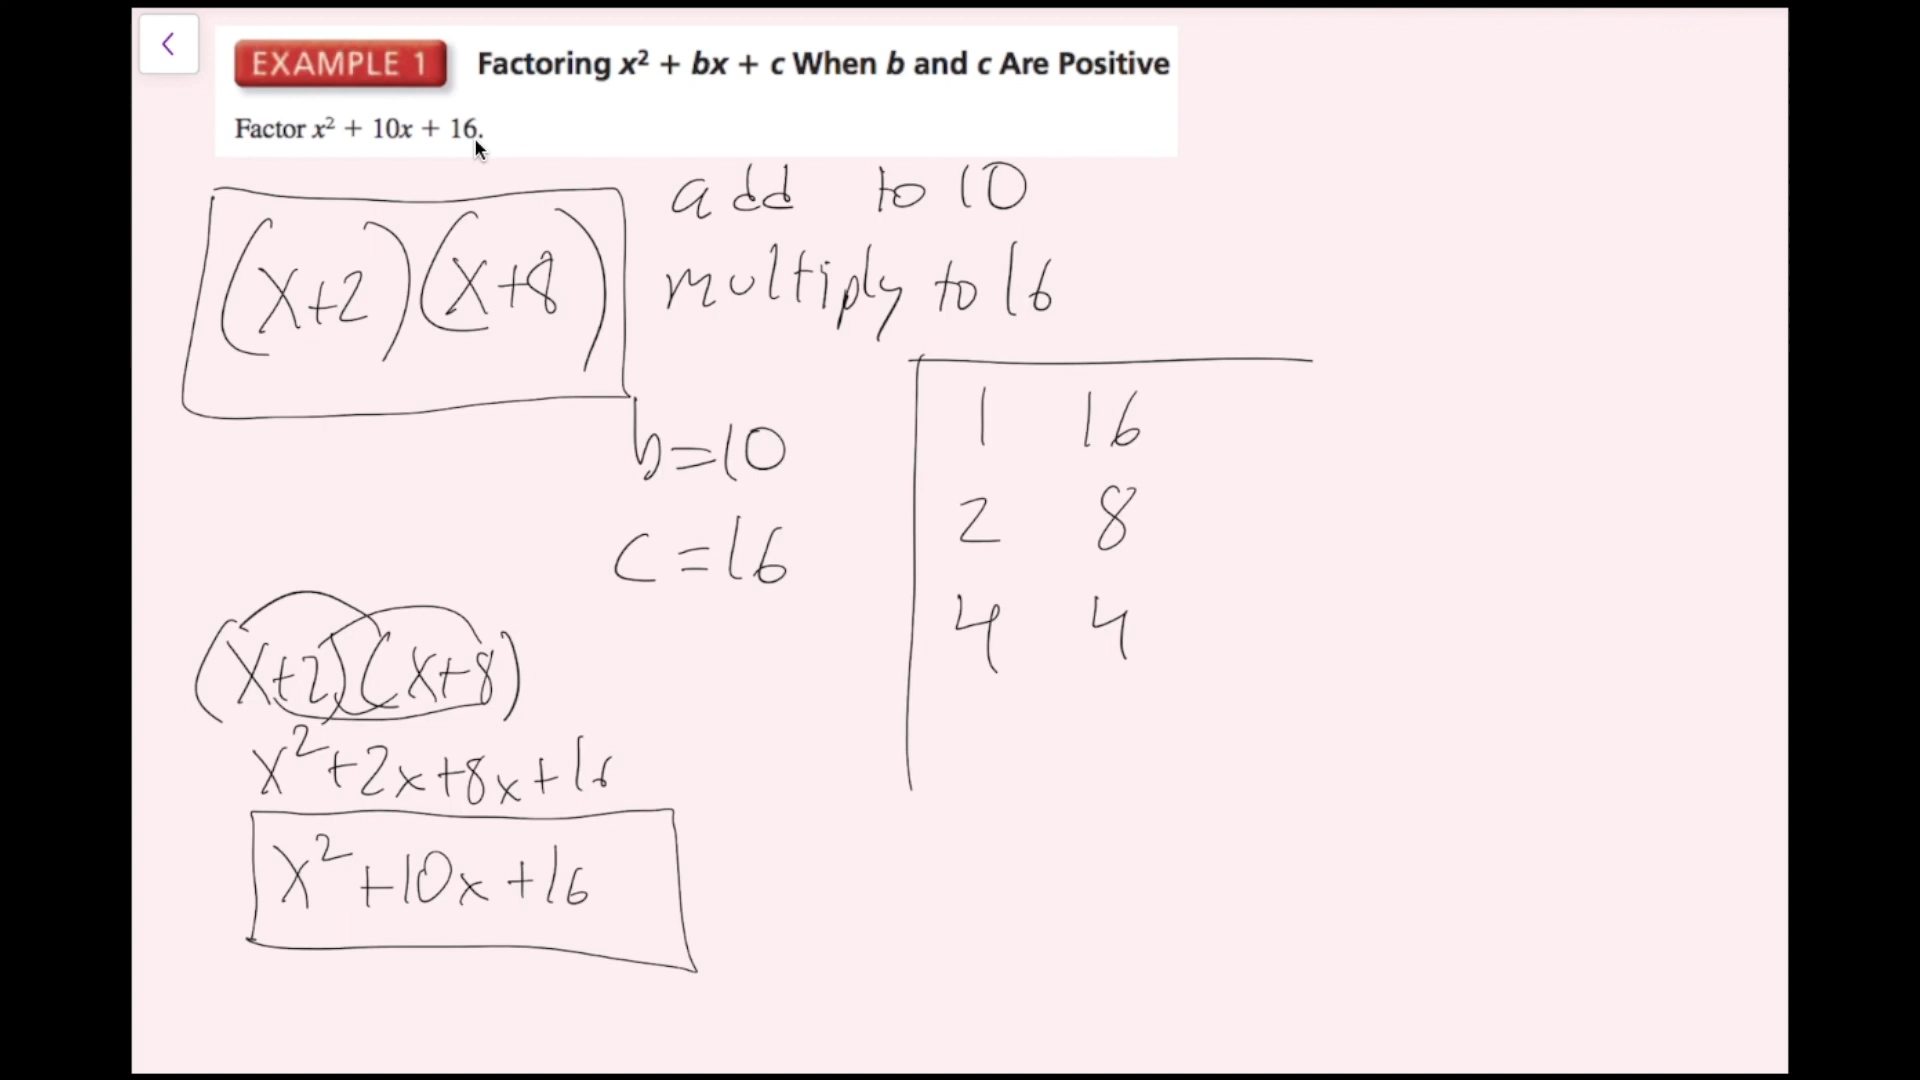 EXAMPLE 1 Factoring x² + bx + c When b and c Are Positive
Factor x² + 10x + 16.
add to 10
(x+2)(x+8)
multiply to 16
1 16
b=10
2 8
c=16
4 4
(x+2)(x+8)
x²+2x+8x+16
x²+10x+16